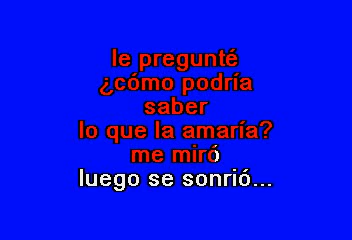 le pregunté
¿cómo podría
saber
lo que la amaría?
me miró
luego se sonrió...